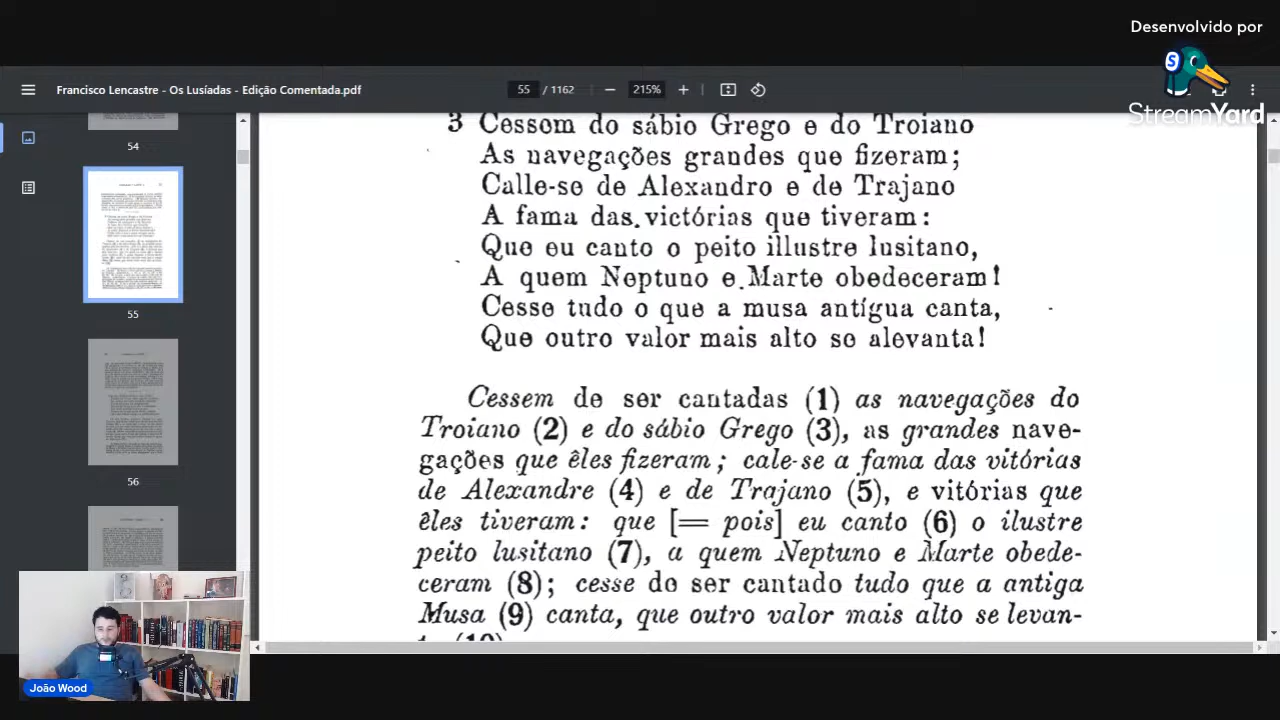 Desenvolvido por
StreamYard
Francisco Lencastre - Os Lusíadas - Edição Comentada.pdf
55 / 1162
215%
54
55
56
3 Cessem do sábio Grego e do Troiano
As navegações grandes que fizeram;
Calle-se de Alexandro e de Trajano
A fama das victórias que tiveram:
Que eu canto o peito illustre lusitano,
A quem Neptuno e Marte obedeceram!
Cesse tudo o que a musa antígua canta,
Que outro valor mais alto se alevanta!
Cessem de ser cantadas (1) as navegações do
Troiano (2) e do sábio Grego (3), as grandes nave-
gações que êles fizeram; cale-se a fama das vitórias
de Alexandre (4) e de Trajano (5), e vitórias que
êles tiveram: que [= pois] eu canto (6) o ilustre
peito lusitano (7), a quem Neptuno e Marte obede-
ceram (8); cesse de ser cantado tudo que a antiga
Musa (9) canta, que outro valor mais alto se levan-
João Wood